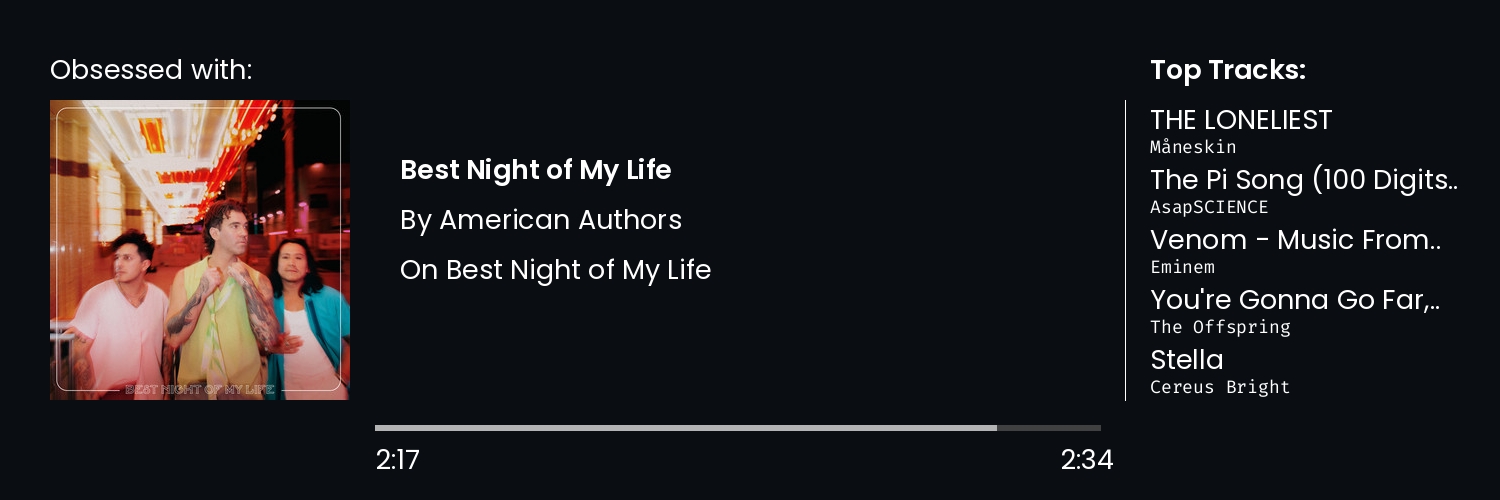 Obsessed with:
BEST NIGHT OF MY LIFE
Best Night of My Life
By American Authors
On Best Night of My Life
2:17
2:34
Top Tracks:
THE LONELIEST
Måneskin
The Pi Song (100 Digits..
AsapSCIENCE
Venom - Music From..
Eminem
You're Gonna Go Far,..
The Offspring
Stella
Cereus Bright